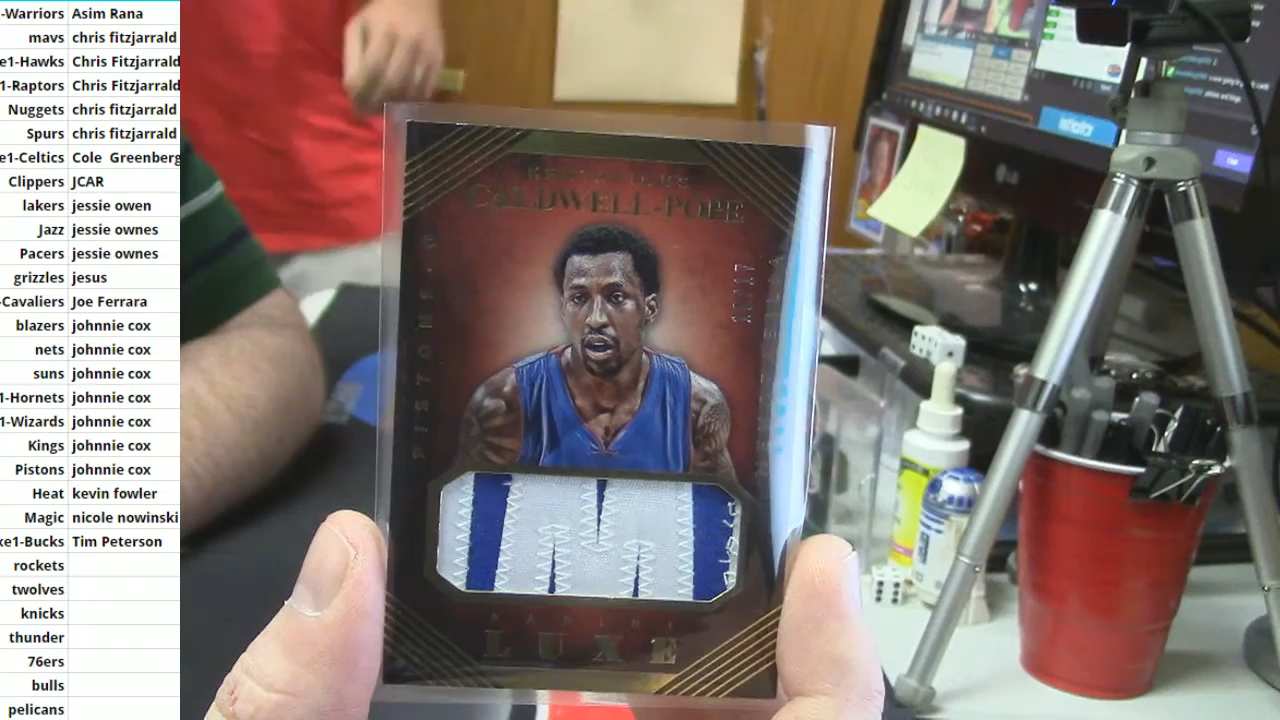 -Warriors Asim Rana
mavs chris fitzjarrald
e1-Hawks Chris Fitzjarrald
1-Raptors Chris Fitzjarrald
Nuggets chris fitzjarrald
Spurs chris fitzjarrald
e1-Celtics Cole Greenberg
Clippers JCAR
lakers jessie owen
Jazz jessie ownes
Pacers jessie ownes
grizzles jesus
-Cavaliers Joe Ferrara
blazers johnnie cox
nets johnnie cox
suns johnnie cox
1-Hornets johnnie cox
1-Wizards johnnie cox
Kings johnnie cox
Pistons johnnie cox
Heat kevin fowler
Magic nicole nowinski
xe1-Bucks Tim Peterson
rockets
twolves
knicks
thunder
76ers
bulls
pelicans
KENTAVIOUS
CALDWELL-POPE
PISTONS
PANINI
LUXE